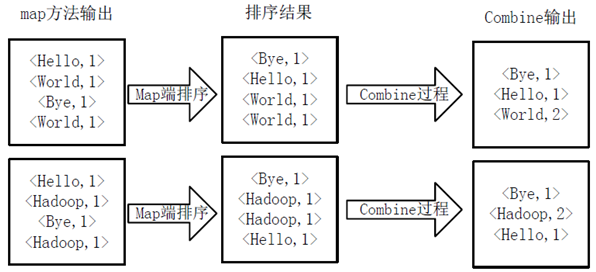 map方法输出
排序结果
Combine输出
<Hello,1>
<World,1>
<Bye,1>
<World,1>
Map端排序
<Bye,1>
<Hello,1>
<World,1>
<World,1>
Combine过程
<Bye,1>
<Hello,1>
<World,2>
<Hello,1>
<Hadoop,1>
<Bye,1>
<Hadoop,1>
Map端排序
<Bye,1>
<Hadoop,1>
<Hadoop,1>
<Hello,1>
Combine过程
<Bye,1>
<Hadoop,2>
<Hello,1>